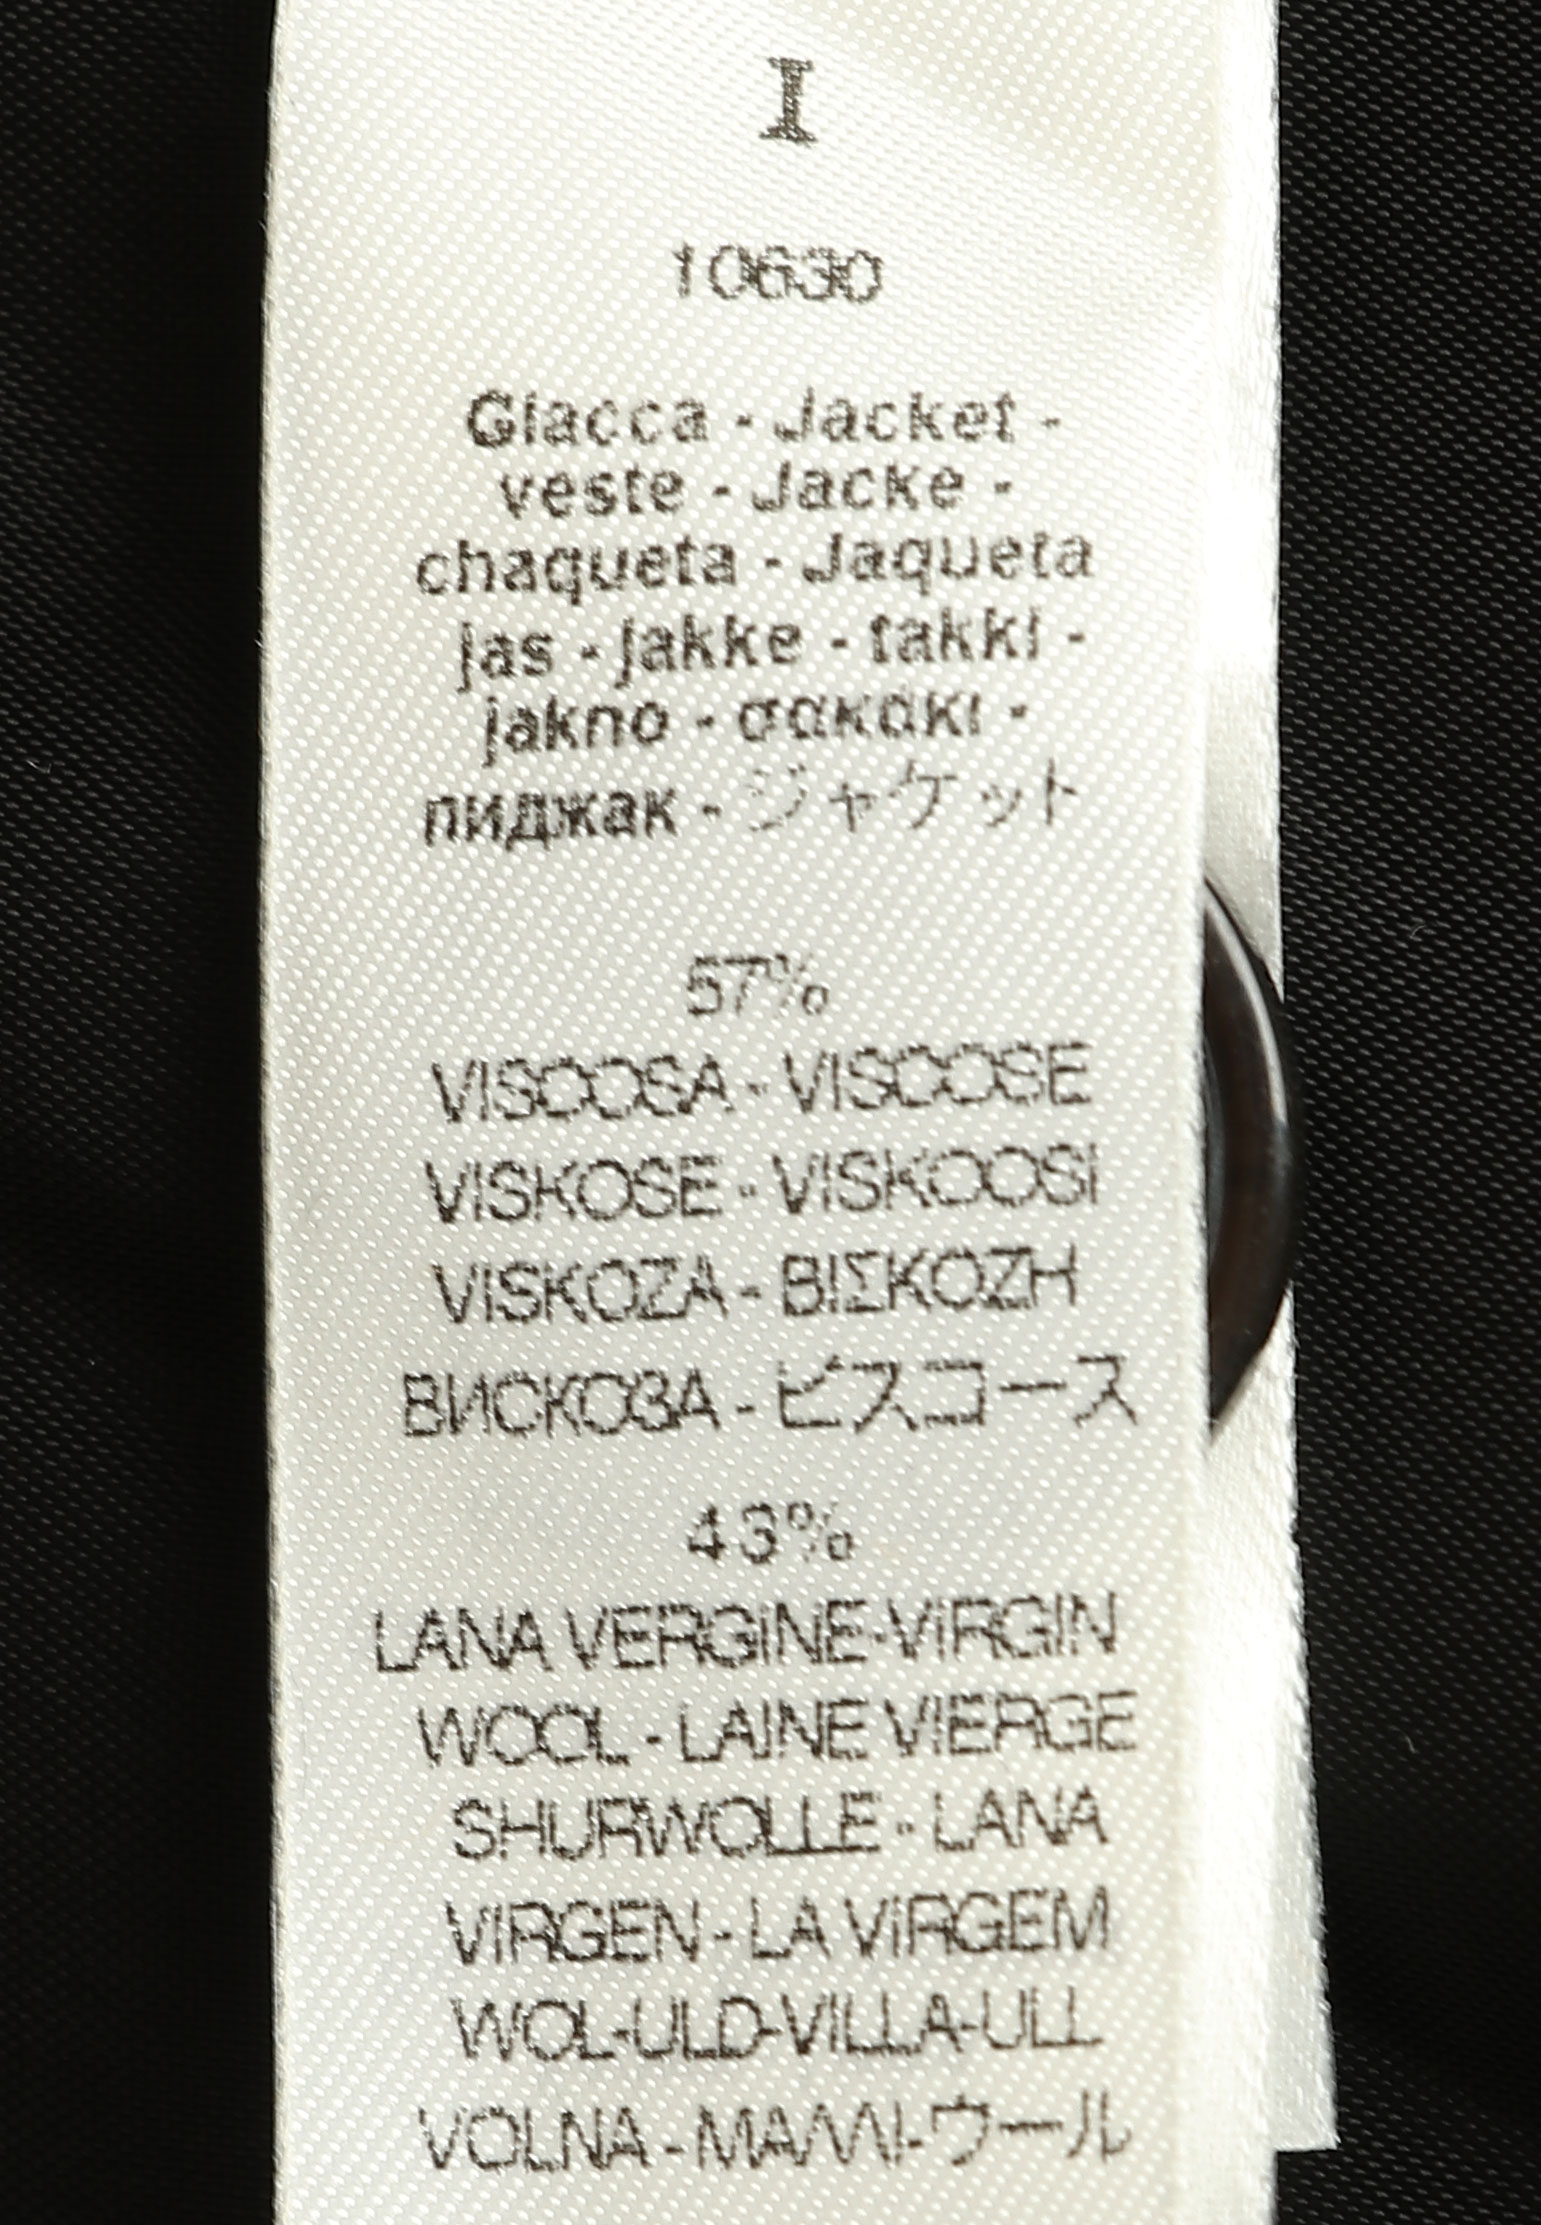 I
10630
Giacca - Jacket -
veste - Jacke -
chaqueta - Jaqueta
jas - jakke - takki -
jakno - σακάκι -
пиджак - ジャケット
57%
VISCOSA - VISCOSE
VISKOSE - VISKOOSI
VISKOZA - ΒΙΣΚΟΖΗ
ВИСКОЗА - ビスコース
43%
LANA VERGINE-VIRGIN
WOOL - LAINE VIERGE
SHURWOLLE - LANA
VIRGEN - LA VIRGEM
WOL-ULD-VILLA-ULL
VOLNA - ΜΑΛΛΙ-ウール